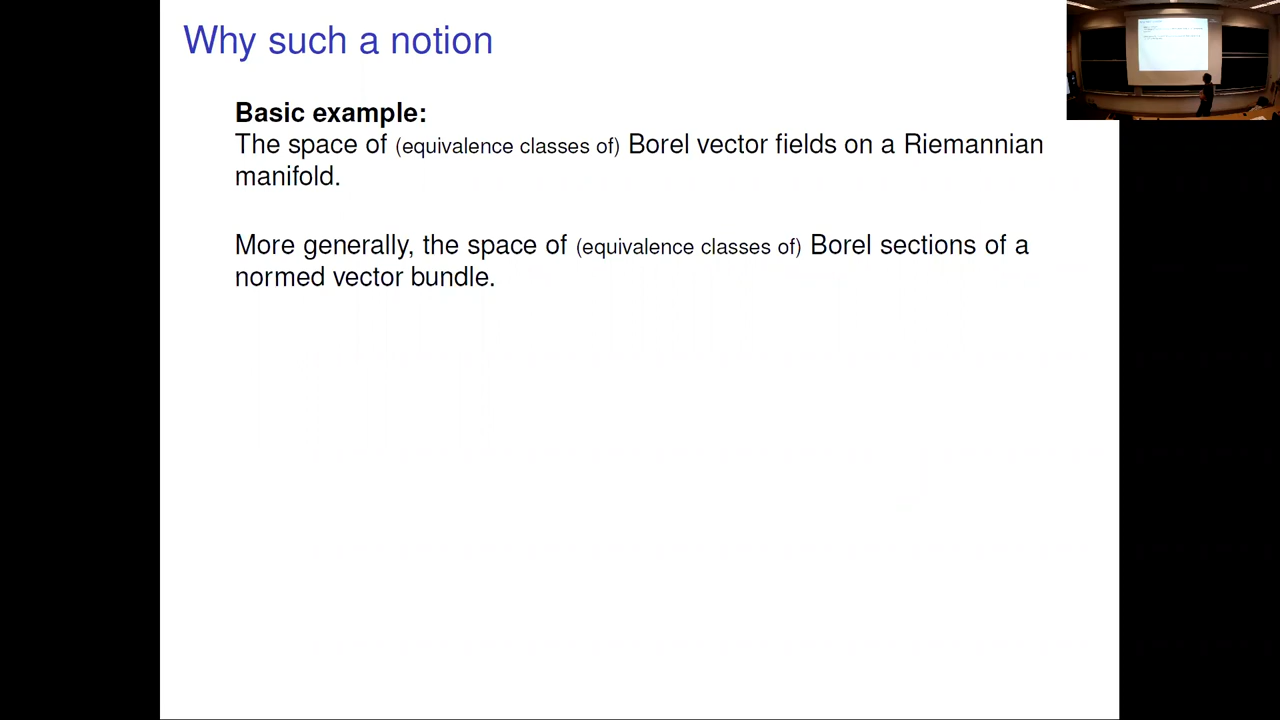 Why such a notion
Basic example:
The space of (equivalence classes of) Borel vector fields on a Riemannian
manifold.
More generally, the space of (equivalence classes of) Borel sections of a
normed vector bundle.